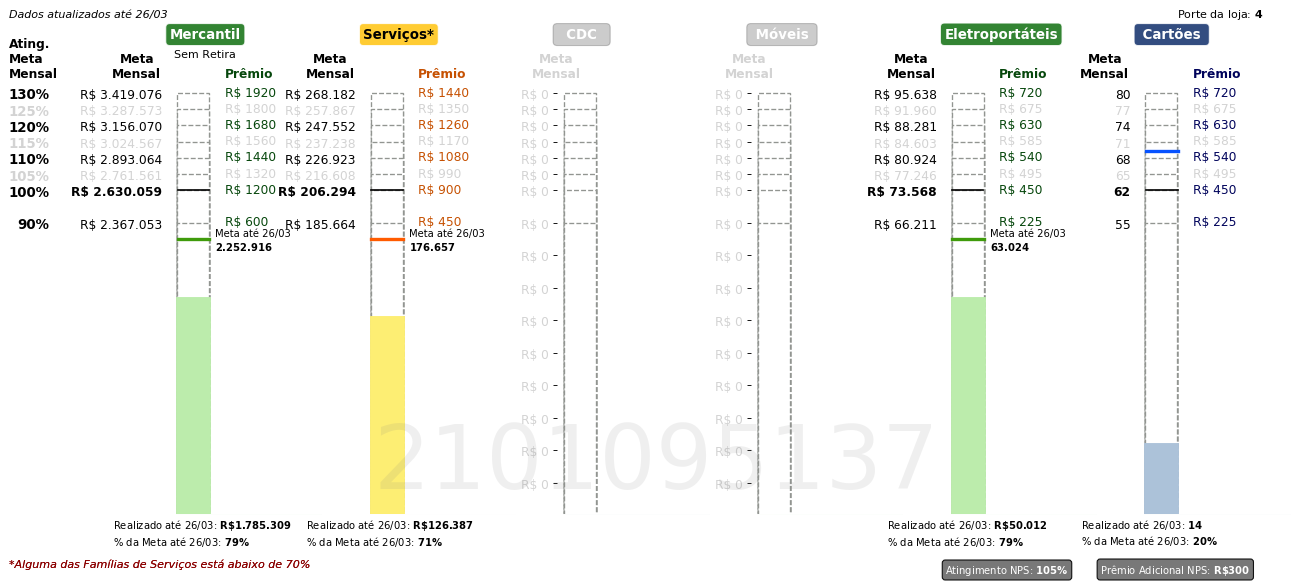 Dados atualizados até 26/03
Porte da loja: 4
Mercantil
Serviços*
CDC
Móveis
Eletroportáteis
Cartões
Sem Retira
Ating. Meta Mensal
Meta Mensal Prêmio Meta Mensal Prêmio Meta Mensal Meta Mensal Meta Mensal Prêmio Meta Mensal Prêmio
130% R$ 3.419.076 R$ 1920 R$ 268.182 R$ 1440 R$ 0 R$ 0 R$ 95.638 R$ 720 80 R$ 720
125% R$ 3.287.573 R$ 1800 R$ 257.867 R$ 1350 R$ 0 R$ 0 R$ 91.960 R$ 675 77 R$ 675
120% R$ 3.156.070 R$ 1680 R$ 247.552 R$ 1260 R$ 0 R$ 0 R$ 88.281 R$ 630 74 R$ 630
115% R$ 3.024.567 R$ 1560 R$ 237.238 R$ 1170 R$ 0 R$ 0 R$ 84.603 R$ 585 71 R$ 585
110% R$ 2.893.064 R$ 1440 R$ 226.923 R$ 1080 R$ 0 R$ 0 R$ 80.924 R$ 540 68 R$ 540
105% R$ 2.761.561 R$ 1320 R$ 216.608 R$ 990 R$ 0 R$ 0 R$ 77.246 R$ 495 65 R$ 495
100% R$ 2.630.059 R$ 1200 R$ 206.294 R$ 900 R$ 0 R$ 0 R$ 73.568 R$ 450 62 R$ 450
90% R$ 2.367.053 R$ 600 R$ 185.664 R$ 450 R$ 0 R$ 0 R$ 66.211 R$ 225 55 R$ 225
Meta até 26/03 Meta até 26/03 Meta até 26/03
2.252.916 176.657 63.024
R$ 0 R$ 0
R$ 0 R$ 0
R$ 0 R$ 0
R$ 0 R$ 0
R$ 0 R$ 0
R$ 0 R$ 0
R$ 0 R$ 0
R$ 0 R$ 0
2101095137
Realizado até 26/03: R$1.785.309 Realizado até 26/03: R$126.387 Realizado até 26/03: R$50.012 Realizado até 26/03: 14
% da Meta até 26/03: 79% % da Meta até 26/03: 71% % da Meta até 26/03: 79% % da Meta até 26/03: 20%
*Alguma das Famílias de Serviços está abaixo de 70%
Atingimento NPS: 105%
Prêmio Adicional NPS: R$300